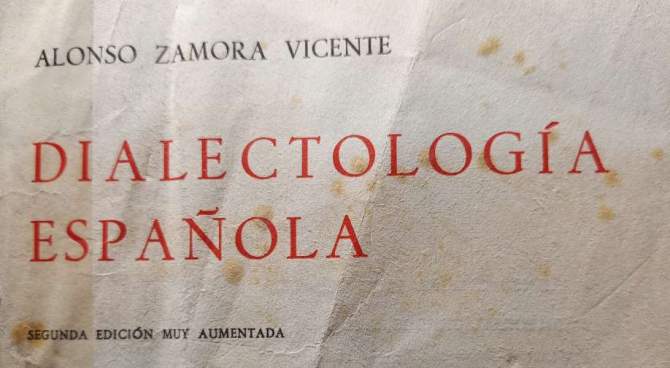 ALONSO ZAMORA VICENTE
DIALECTOLOGÍA
ESPAÑOLA
SEGUNDA EDICIÓN MUY AUMENTADA